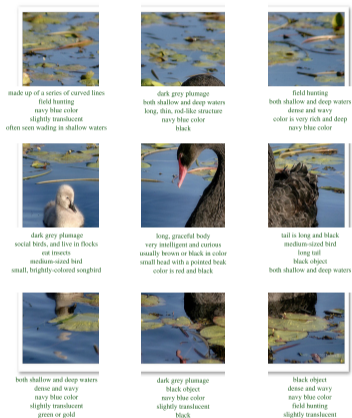 made up of a series of curved lines
field hunting
navy blue color
slightly translucent
often seen wading in shallow waters
dark grey plumage
both shallow and deep waters
long, thin, rod-like structure
navy blue color
black
field hunting
both shallow and deep waters
dense and wavy
color is very rich and deep
navy blue color
dark grey plumage
social birds, and live in flocks
eat insects
medium-sized bird
small, brightly-colored songbird
long, graceful body
very intelligent and curious
usually brown or black in color
small head with a pointed beak
color is red and black
tail is long and black
medium-sized bird
long tail
black object
both shallow and deep waters
both shallow and deep waters
dense and wavy
navy blue color
slightly translucent
green or gold
dark grey plumage
black object
navy blue color
slightly translucent
black
black object
dense and wavy
navy blue color
field hunting
slightly translucent